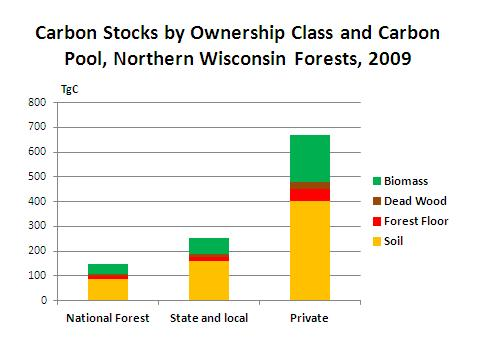 Carbon Stocks by Ownership Class and Carbon
Pool, Northern Wisconsin Forests, 2009
TgC
800
700
600
500
400
300
200
100
0
Biomass
Dead Wood
Forest Floor
Soil
National Forest State and local Private